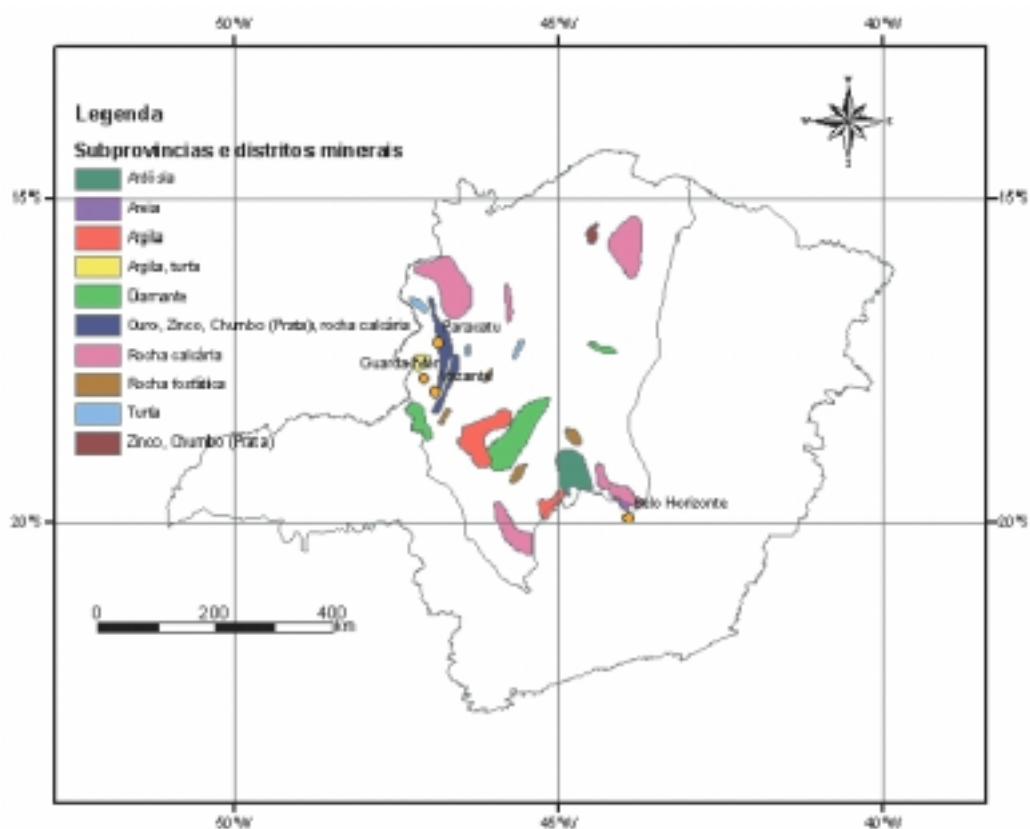 50°W 45°W 40°W
Legenda
Subprovíncias e distritos minerais
Ardósia
Areia
Argila
Argila, turfa
Diamante
Ouro, Zinco, Chumbo (Prata), rocha calcária
Rocha calcária
Rocha fosfática
Turfa
Zinco, Chumbo (Prata)
15°S 15°S
Paracatu
Guarda-Mor
Vazante
Belo Horizonte
20°S 20°S
0 200 400
km
50°W 45°W 40°W